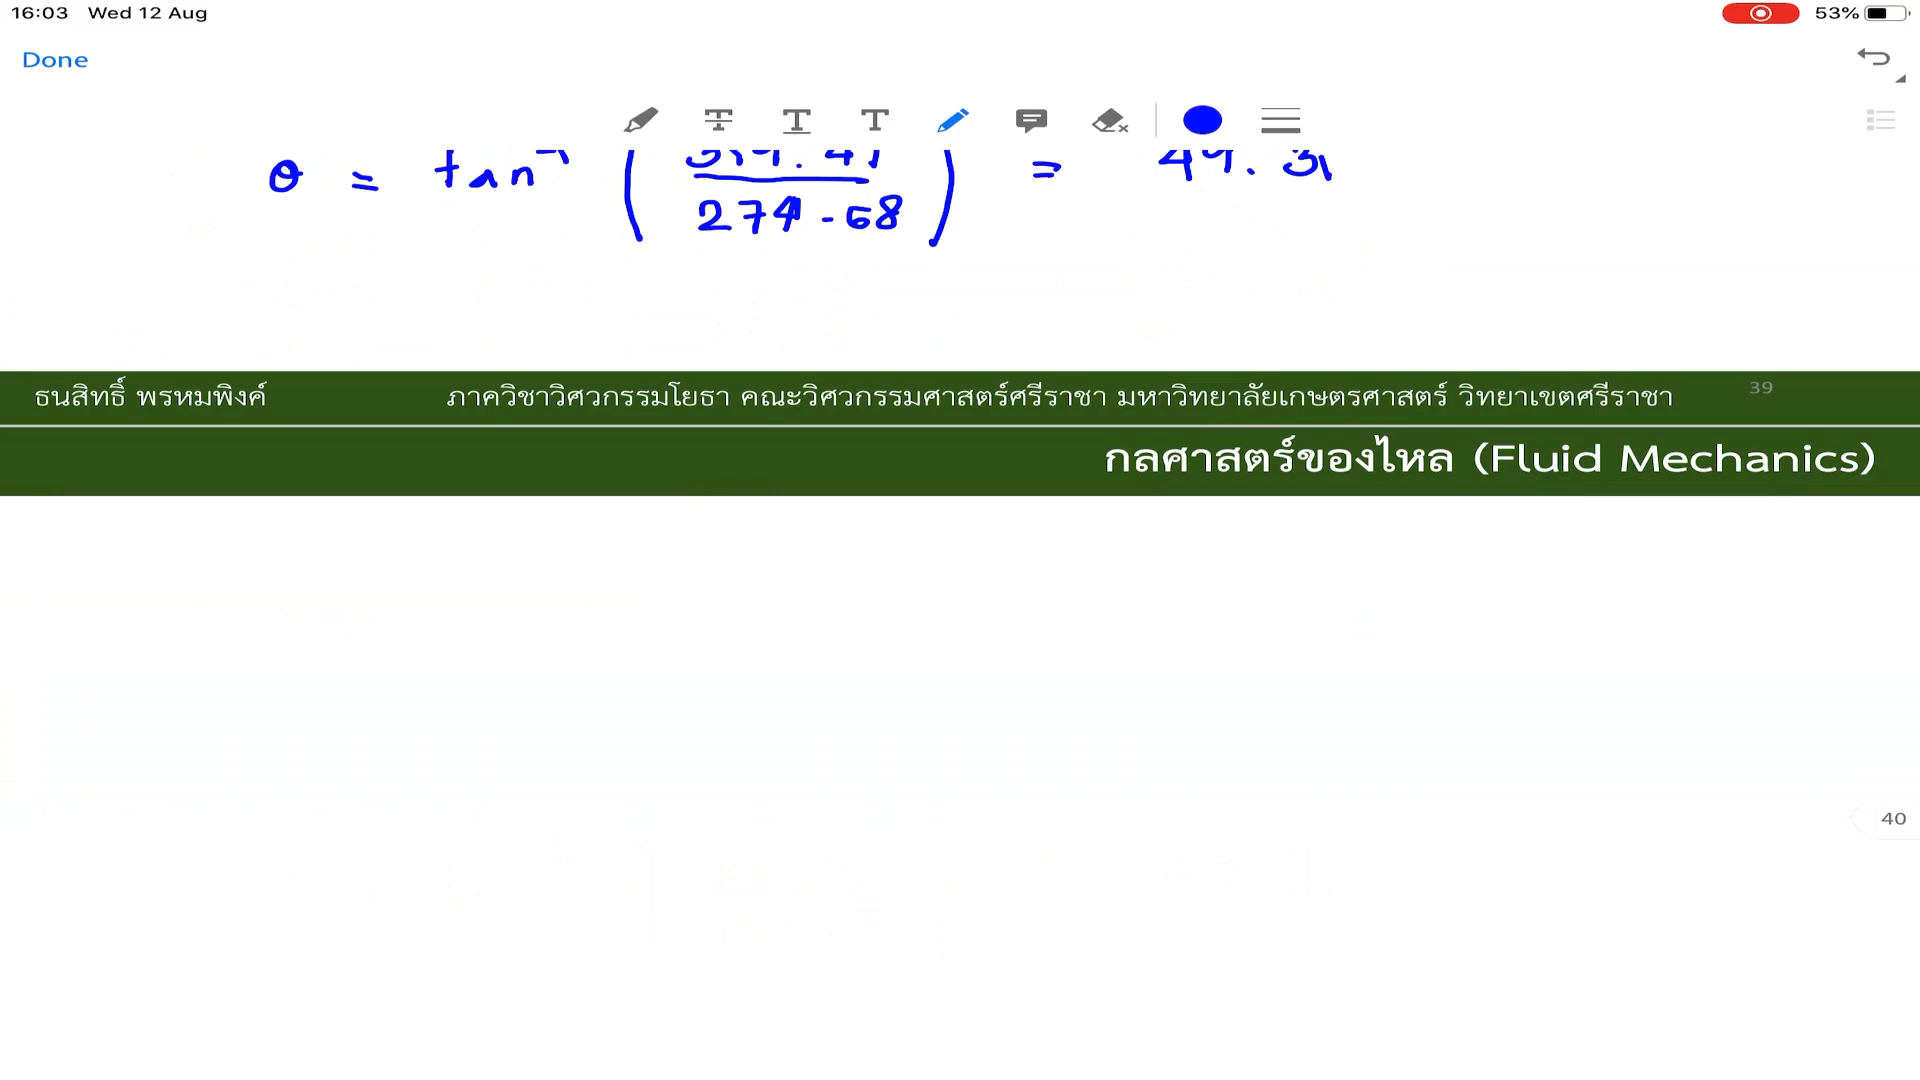 16:03 Wed 12 Aug
53%
Done
θ = tan⁻¹ ( 319.41 / 274.68 ) = 49.31
ธนสิทธิ์ พรหมพิงค์ ภาควิชาวิศวกรรมโยธา คณะวิศวกรรมศาสตร์ศรีราชา มหาวิทยาลัยเกษตรศาสตร์ วิทยาเขตศรีราชา 39
กลศาสตร์ของไหล (Fluid Mechanics)
40